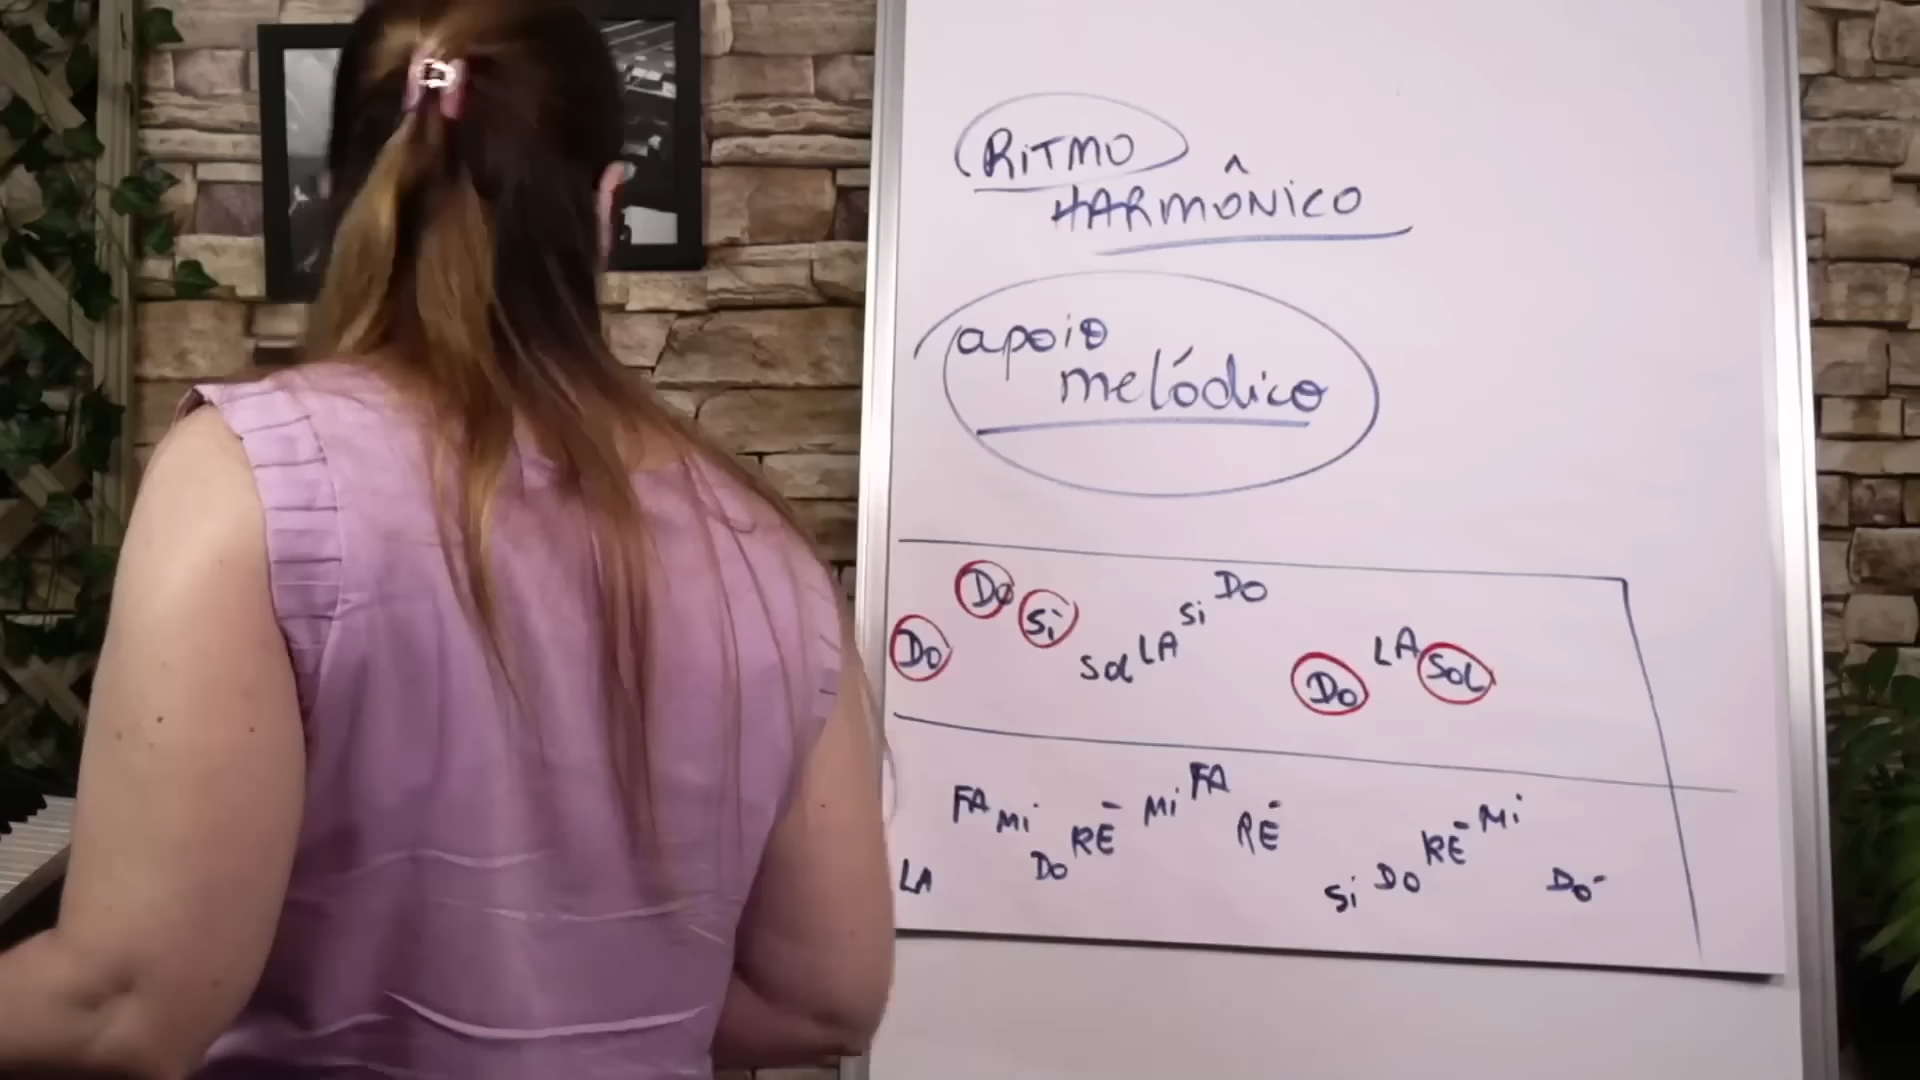 RiTMO
HARMÔNiCO
apoio
melódico
Do Do Si Sol LA Si Do Do LA Sol
LA FA Mi Do RÉ Mi FA RÉ Si Do RÉ Mi Do